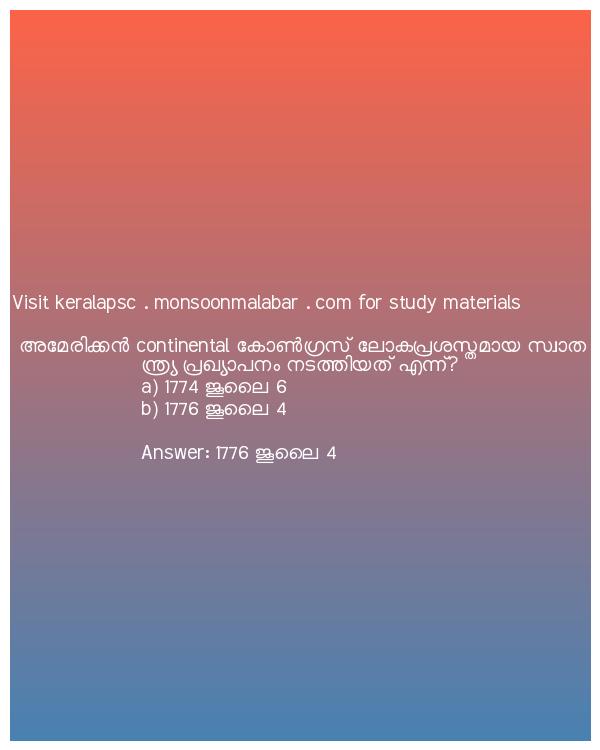 Visit keralapsc . monsoonmalabar . com for study materials
അമേരിക്കൻ continental കോൺഗ്രസ് ലോകപ്രശസ്തമായ സ്വാത
ന്ത്ര്യ പ്രഖ്യാപനം നടത്തിയത് എന്ന്?
a) 1774 ജൂലൈ 6
b) 1776 ജൂലൈ 4
Answer: 1776 ജൂലൈ 4